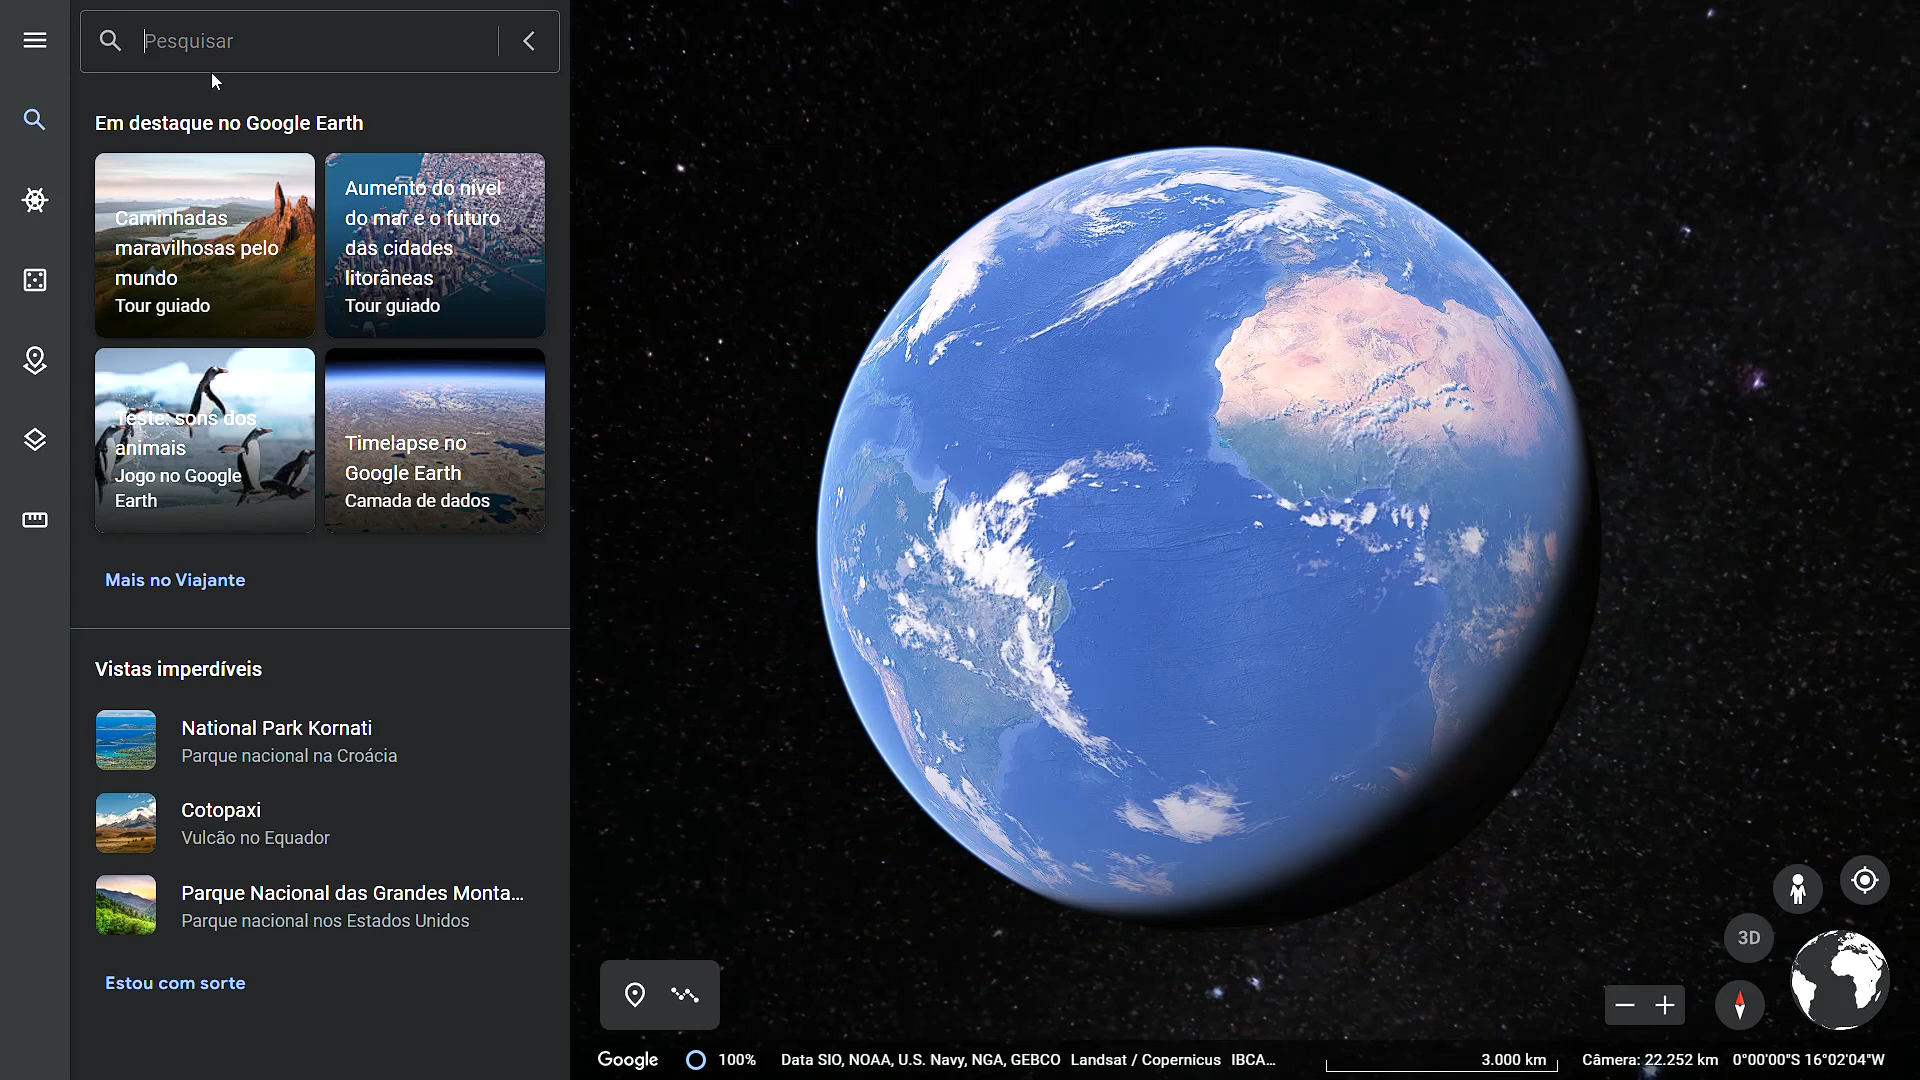 Pesquisar
Em destaque no Google Earth
Caminhadas
maravilhosas pelo
mundo
Tour guiado
Aumento do nível
do mar e o futuro
das cidades
litorâneas
Tour guiado
Teste: sons dos
animais
Jogo no Google
Earth
Timelapse no
Google Earth
Camada de dados
Mais no Viajante
Vistas imperdíveis
National Park Kornati
Parque nacional na Croácia
Cotopaxi
Vulcão no Equador
Parque Nacional das Grandes Monta...
Parque nacional nos Estados Unidos
Estou com sorte
3D
Google 100% Data SIO, NOAA, U.S. Navy, NGA, GEBCO Landsat / Copernicus IBCA... 3.000 km Câmera: 22.252 km 0°00'00"S 16°02'04"W